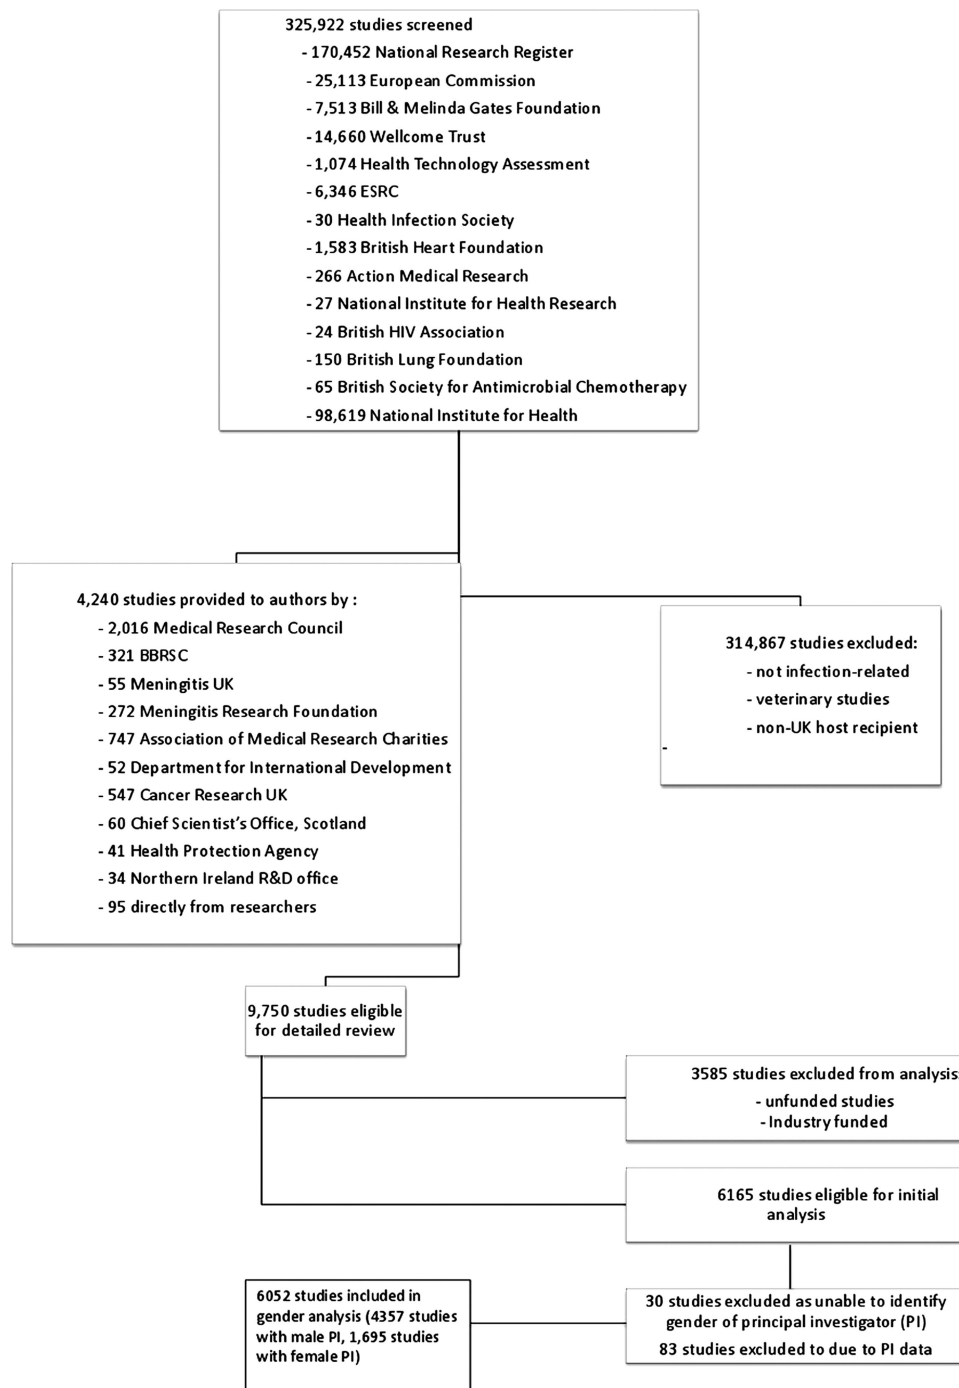 325,922 studies screened
- 170,452 National Research Register
- 25,113 European Commission
- 7,513 Bill & Melinda Gates Foundation
- 14,660 Wellcome Trust
- 1,074 Health Technology Assessment
- 6,346 ESRC
- 30 Health Infection Society
- 1,583 British Heart Foundation
- 266 Action Medical Research
- 27 National Institute for Health Research
- 24 British HIV Association
- 150 British Lung Foundation
- 65 British Society for Antimicrobial Chemotherapy
- 98,619 National Institute for Health
4,240 studies provided to authors by :
- 2,016 Medical Research Council
- 321 BBRSC
- 55 Meningitis UK
- 272 Meningitis Research Foundation
- 747 Association of Medical Research Charities
- 52 Department for International Development
- 547 Cancer Research UK
- 60 Chief Scientist's Office, Scotland
- 41 Health Protection Agency
- 34 Northern Ireland R&D office
- 95 directly from researchers
314,867 studies excluded:
- not infection-related
- veterinary studies
- non-UK host recipient
-
9,750 studies eligible
for detailed review
3585 studies excluded from analysis
- unfunded studies
- Industry funded
6165 studies eligible for initial
analysis
30 studies excluded as unable to identify
gender of principal investigator (PI)
83 studies excluded to due to PI data
6052 studies included in
gender analysis (4357 studies
with male PI, 1,695 studies
with female PI)